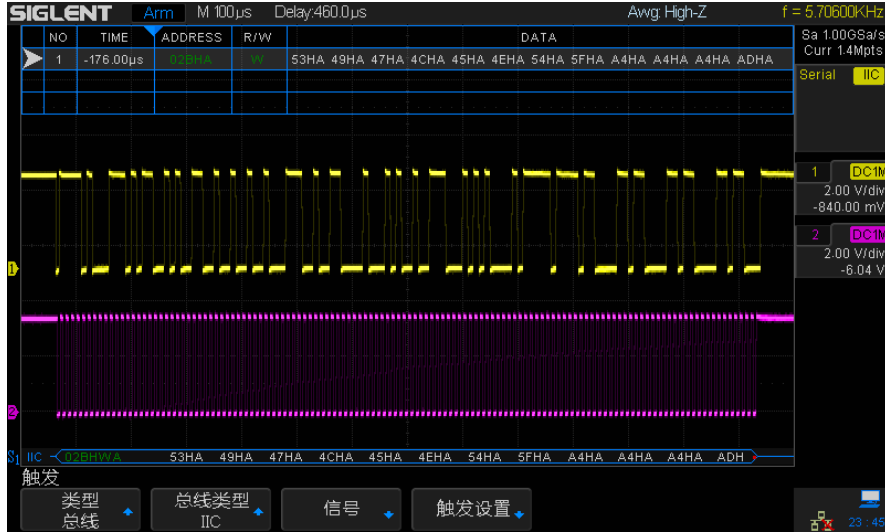 SIGLENT Arm M 100µs Delay:460.0µs Awg: High-Z f = 5.70600KHz
Sa 1.00GSa/s
Curr 1.4Mpts
NO TIME ADDRESS R/W DATA
1 -176.00µs 02BHA W 53HA 49HA 47HA 4CHA 45HA 4EHA 54HA 5FHA A4HA A4HA A4HA ADHA
Serial IIC
1 DC1M
2.00 V/div
-840.00 mV
2 DC1M
2.00 V/div
-6.04 V
1
2
S1 IIC 02BHWA 53HA 49HA 47HA 4CHA 45HA 4EHA 54HA 5FHA A4HA A4HA A4HA ADH
触发
类型
总线
总线类型
IIC
信号
触发设置
23:45